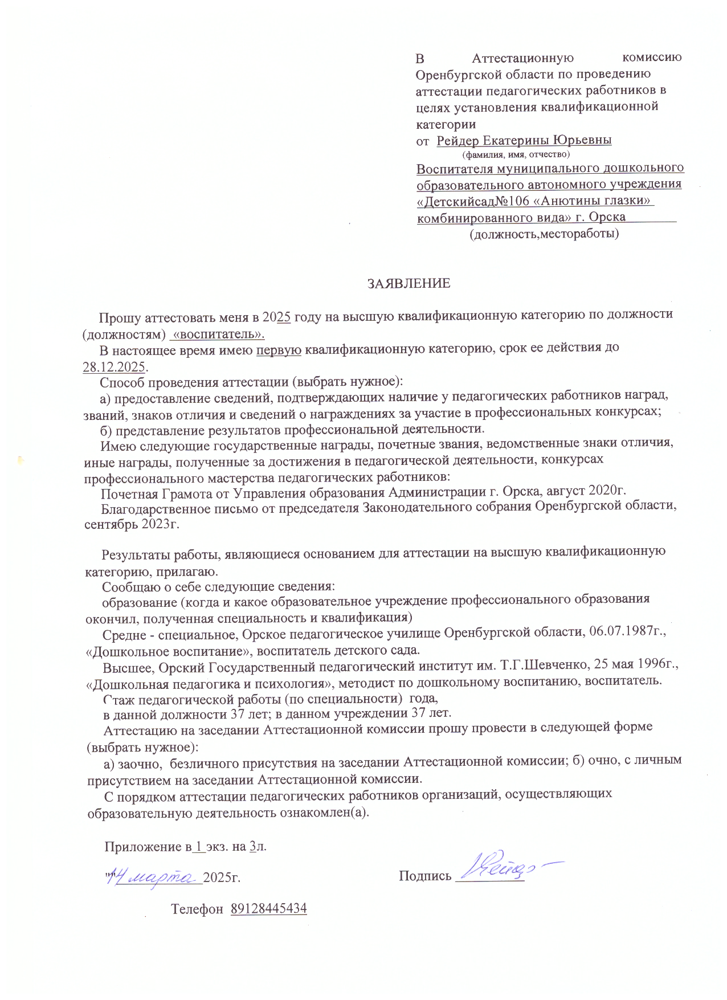 В Аттестационную комиссию
Оренбургской области по проведению
аттестации педагогических работников в
целях установления квалификационной
категории
от Рейдер Екатерины Юрьевны
(фамилия, имя, отчество)
Воспитателя муниципального дошкольного
образовательного автономного учреждения
«Детскийсад№106 «Анютины глазки»
комбинированного вида» г. Орска
(должность,местоработы)
ЗАЯВЛЕНИЕ
Прошу аттестовать меня в 2025 году на высшую квалификационную категорию по должности
(должностям) «воспитатель».
В настоящее время имею первую квалификационную категорию, срок ее действия до
28.12.2025.
Способ проведения аттестации (выбрать нужное):
а) предоставление сведений, подтверждающих наличие у педагогических работников наград,
званий, знаков отличия и сведений о награждениях за участие в профессиональных конкурсах;
б) представление результатов профессиональной деятельности.
Имею следующие государственные награды, почетные звания, ведомственные знаки отличия,
иные награды, полученные за достижения в педагогической деятельности, конкурсах
профессионального мастерства педагогических работников:
Почетная Грамота от Управления образования Администрации г. Орска, август 2020г.
Благодарственное письмо от председателя Законодательного собрания Оренбургской области,
сентябрь 2023г.
Результаты работы, являющиеся основанием для аттестации на высшую квалификационную
категорию, прилагаю.
Сообщаю о себе следующие сведения:
образование (когда и какое образовательное учреждение профессионального образования
окончил, полученная специальность и квалификация)
Средне - специальное, Орское педагогическое училище Оренбургской области, 06.07.1987г.,
«Дошкольное воспитание», воспитатель детского сада.
Высшее, Орский Государственный педагогический институт им. Т.Г.Шевченко, 25 мая 1996г.,
«Дошкольная педагогика и психология», методист по дошкольному воспитанию, воспитатель.
Стаж педагогической работы (по специальности) года,
в данной должности 37 лет; в данном учреждении 37 лет.
Аттестацию на заседании Аттестационной комиссии прошу провести в следующей форме
(выбрать нужное):
а) заочно, безличного присутствия на заседании Аттестационной комиссии; б) очно, с личным
присутствием на заседании Аттестационной комиссии.
С порядком аттестации педагогических работников организаций, осуществляющих
образовательную деятельность ознакомлен(а).
Приложение в 1 экз. на 3л.
"" 14 марта 2025г. Подпись
Телефон 89128445434